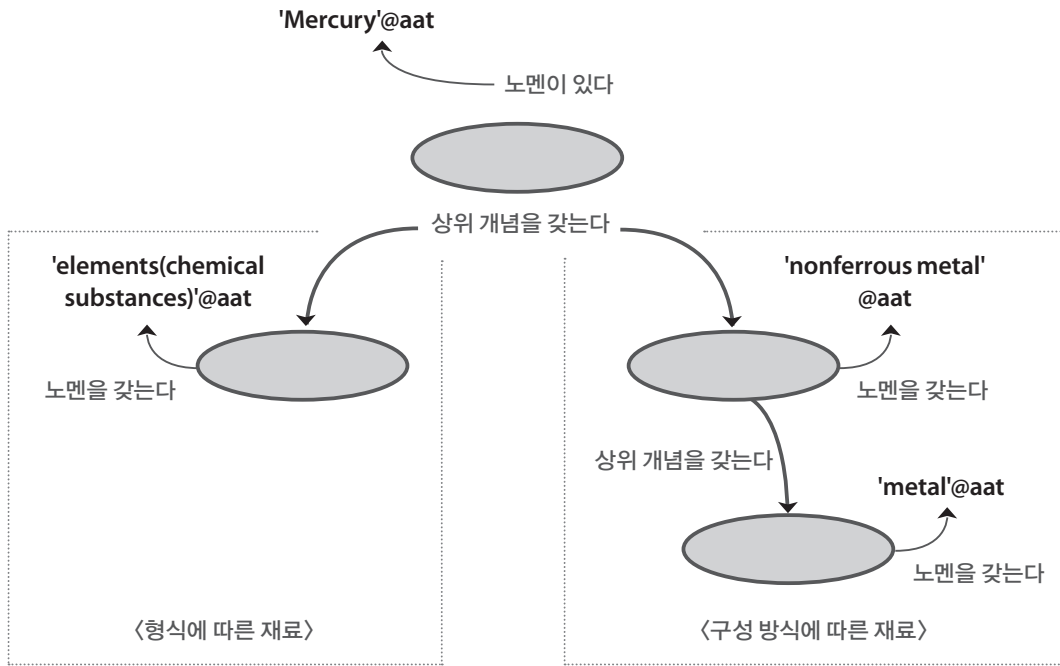 'Mercury'@aat
노멘이 있다
상위 개념을 갖는다
'elements(chemical
substances)'@aat
노멘을 갖는다
'nonferrous metal'
@aat
노멘을 갖는다
상위 개념을 갖는다
'metal'@aat
노멘을 갖는다
〈형식에 따른 재료〉
〈구성 방식에 따른 재료〉